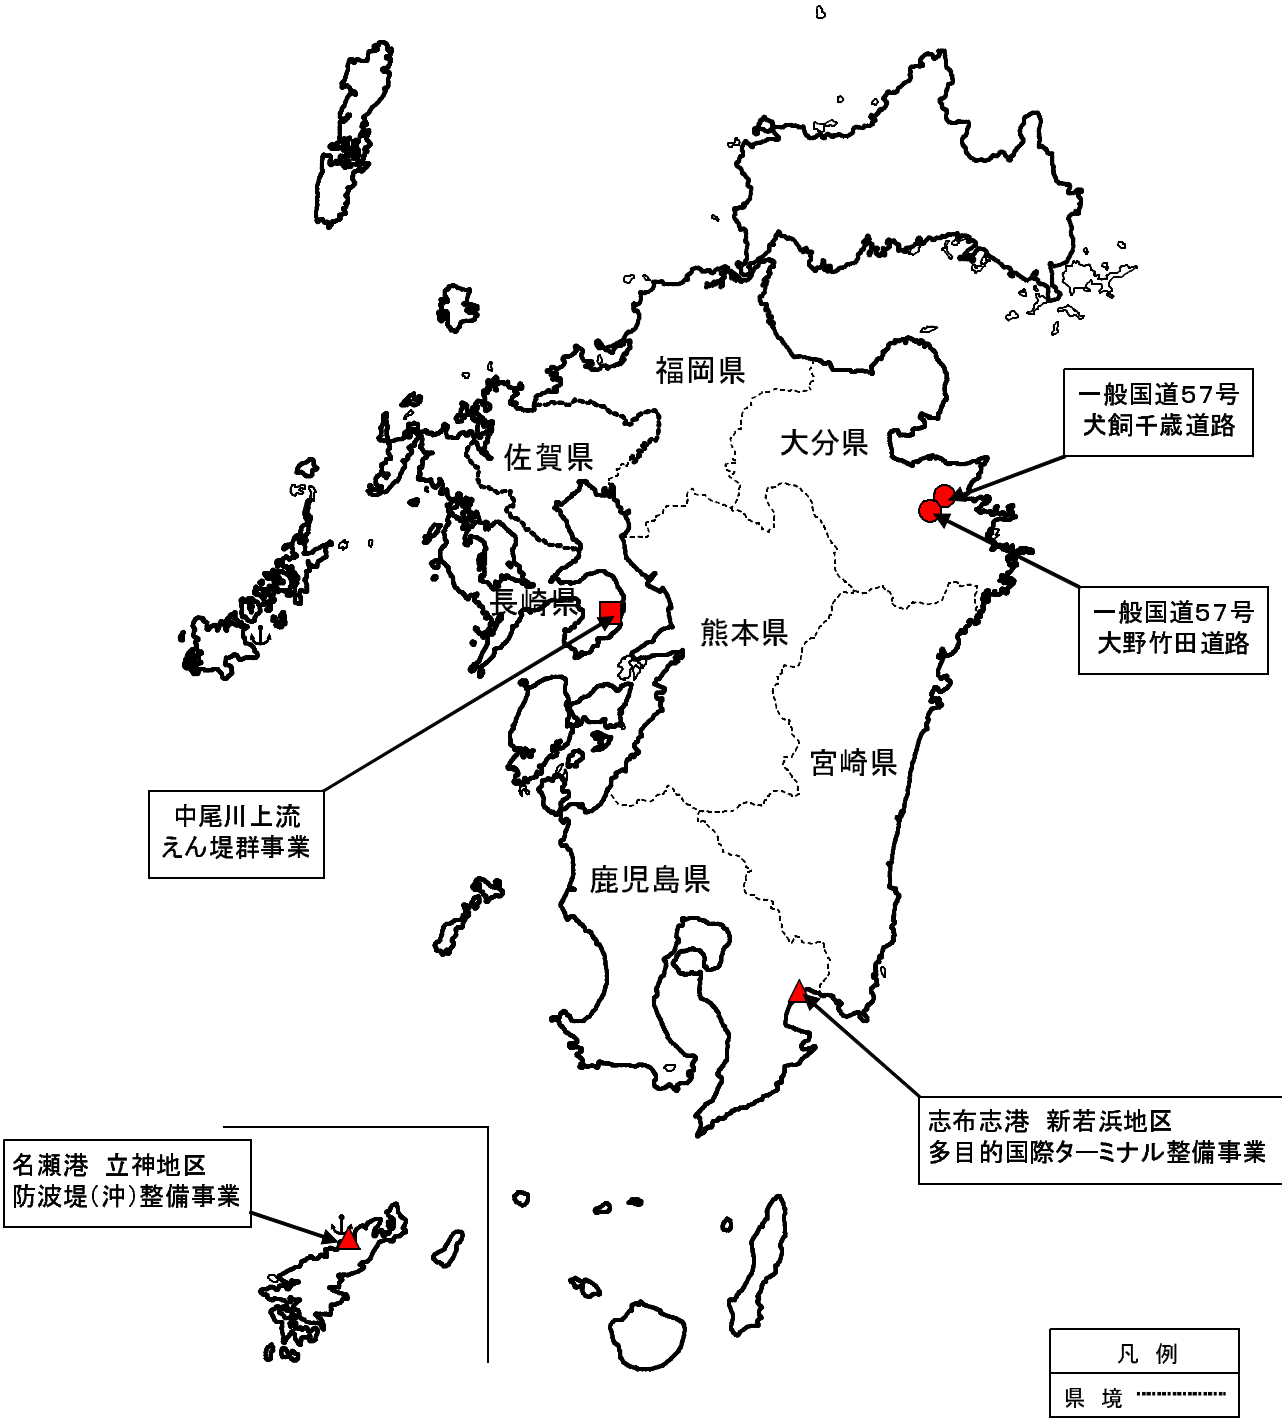 福岡県
一般国道５７号
犬飼千歳道路
大分県
佐賀県
長崎県
一般国道５７号
大野竹田道路
熊本県
宮崎県
中尾川上流
えん堤群事業
鹿児島県
志布志港　新若浜地区
多目的国際ターミナル整備事業
名瀬港　立神地区
防波堤（沖）整備事業
凡　例
県　境